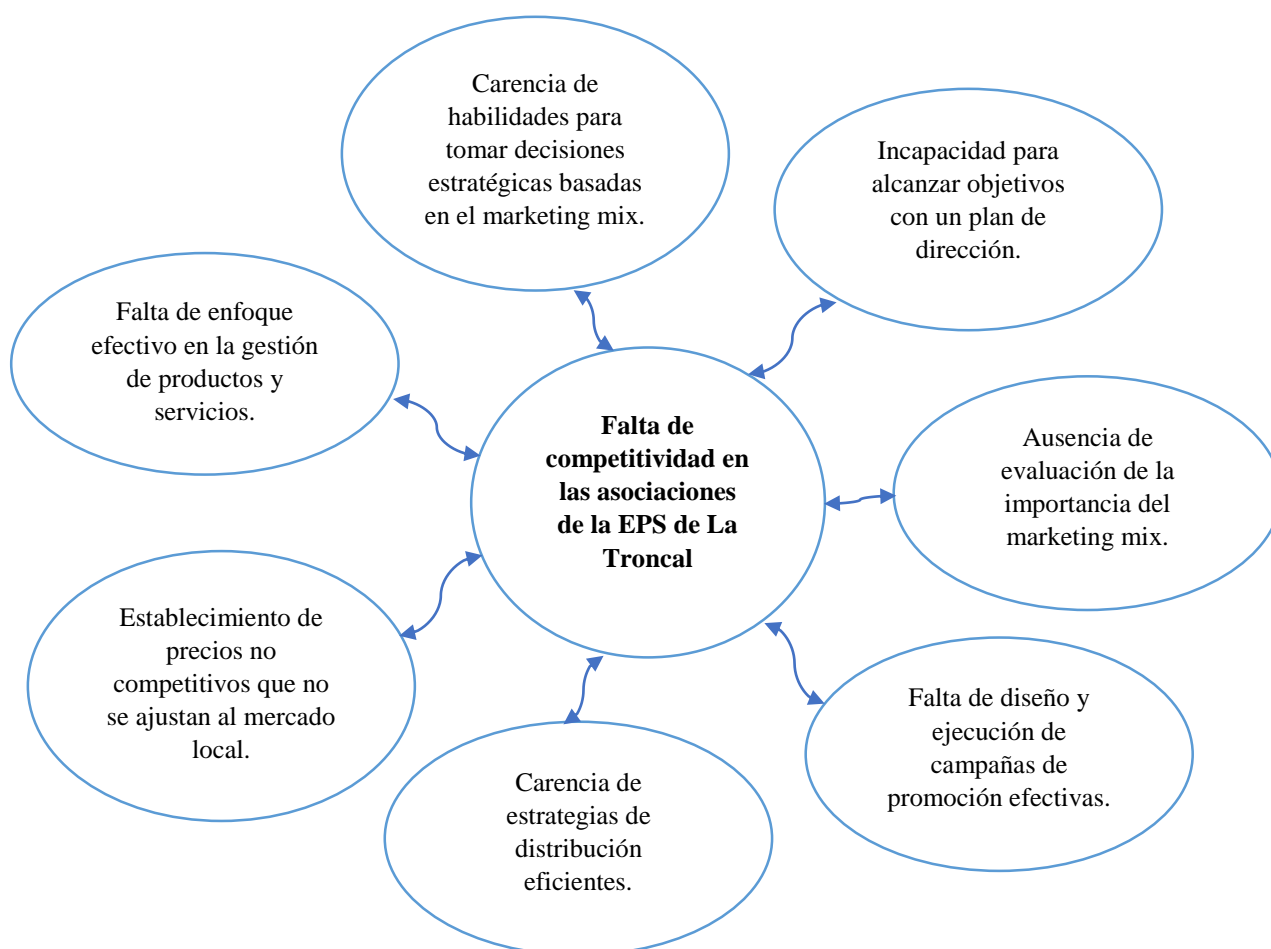 Carencia de
habilidades para
tomar decisiones
estratégicas basadas
en el marketing mix.
Incapacidad para
alcanzar objetivos
con un plan de
dirección.
Falta de enfoque
efectivo en la gestión
de productos y
servicios.
Falta de
competitividad en
las asociaciones
de la EPS de La
Troncal
Ausencia de
evaluación de la
importancia del
marketing mix.
Establecimiento de
precios no
competitivos que no
se ajustan al mercado
local.
Falta de diseño y
ejecución de
campañas de
promoción efectivas.
Carencia de
estrategias de
distribución
eficientes.